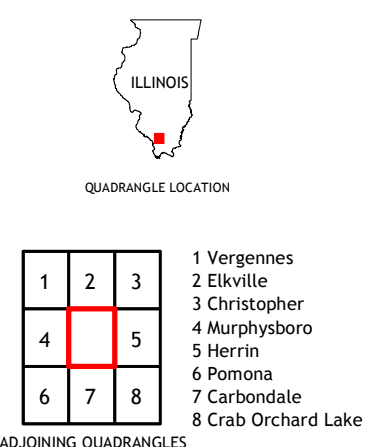 ILLINOIS
QUADRANGLE LOCATION
1 2 3
4 5
6 7 8
1 Vergennes
2 Elkville
3 Christopher
4 Murphysboro
5 Herrin
6 Pomona
7 Carbondale
8 Crab Orchard Lake
ADJOINING QUADRANGLES